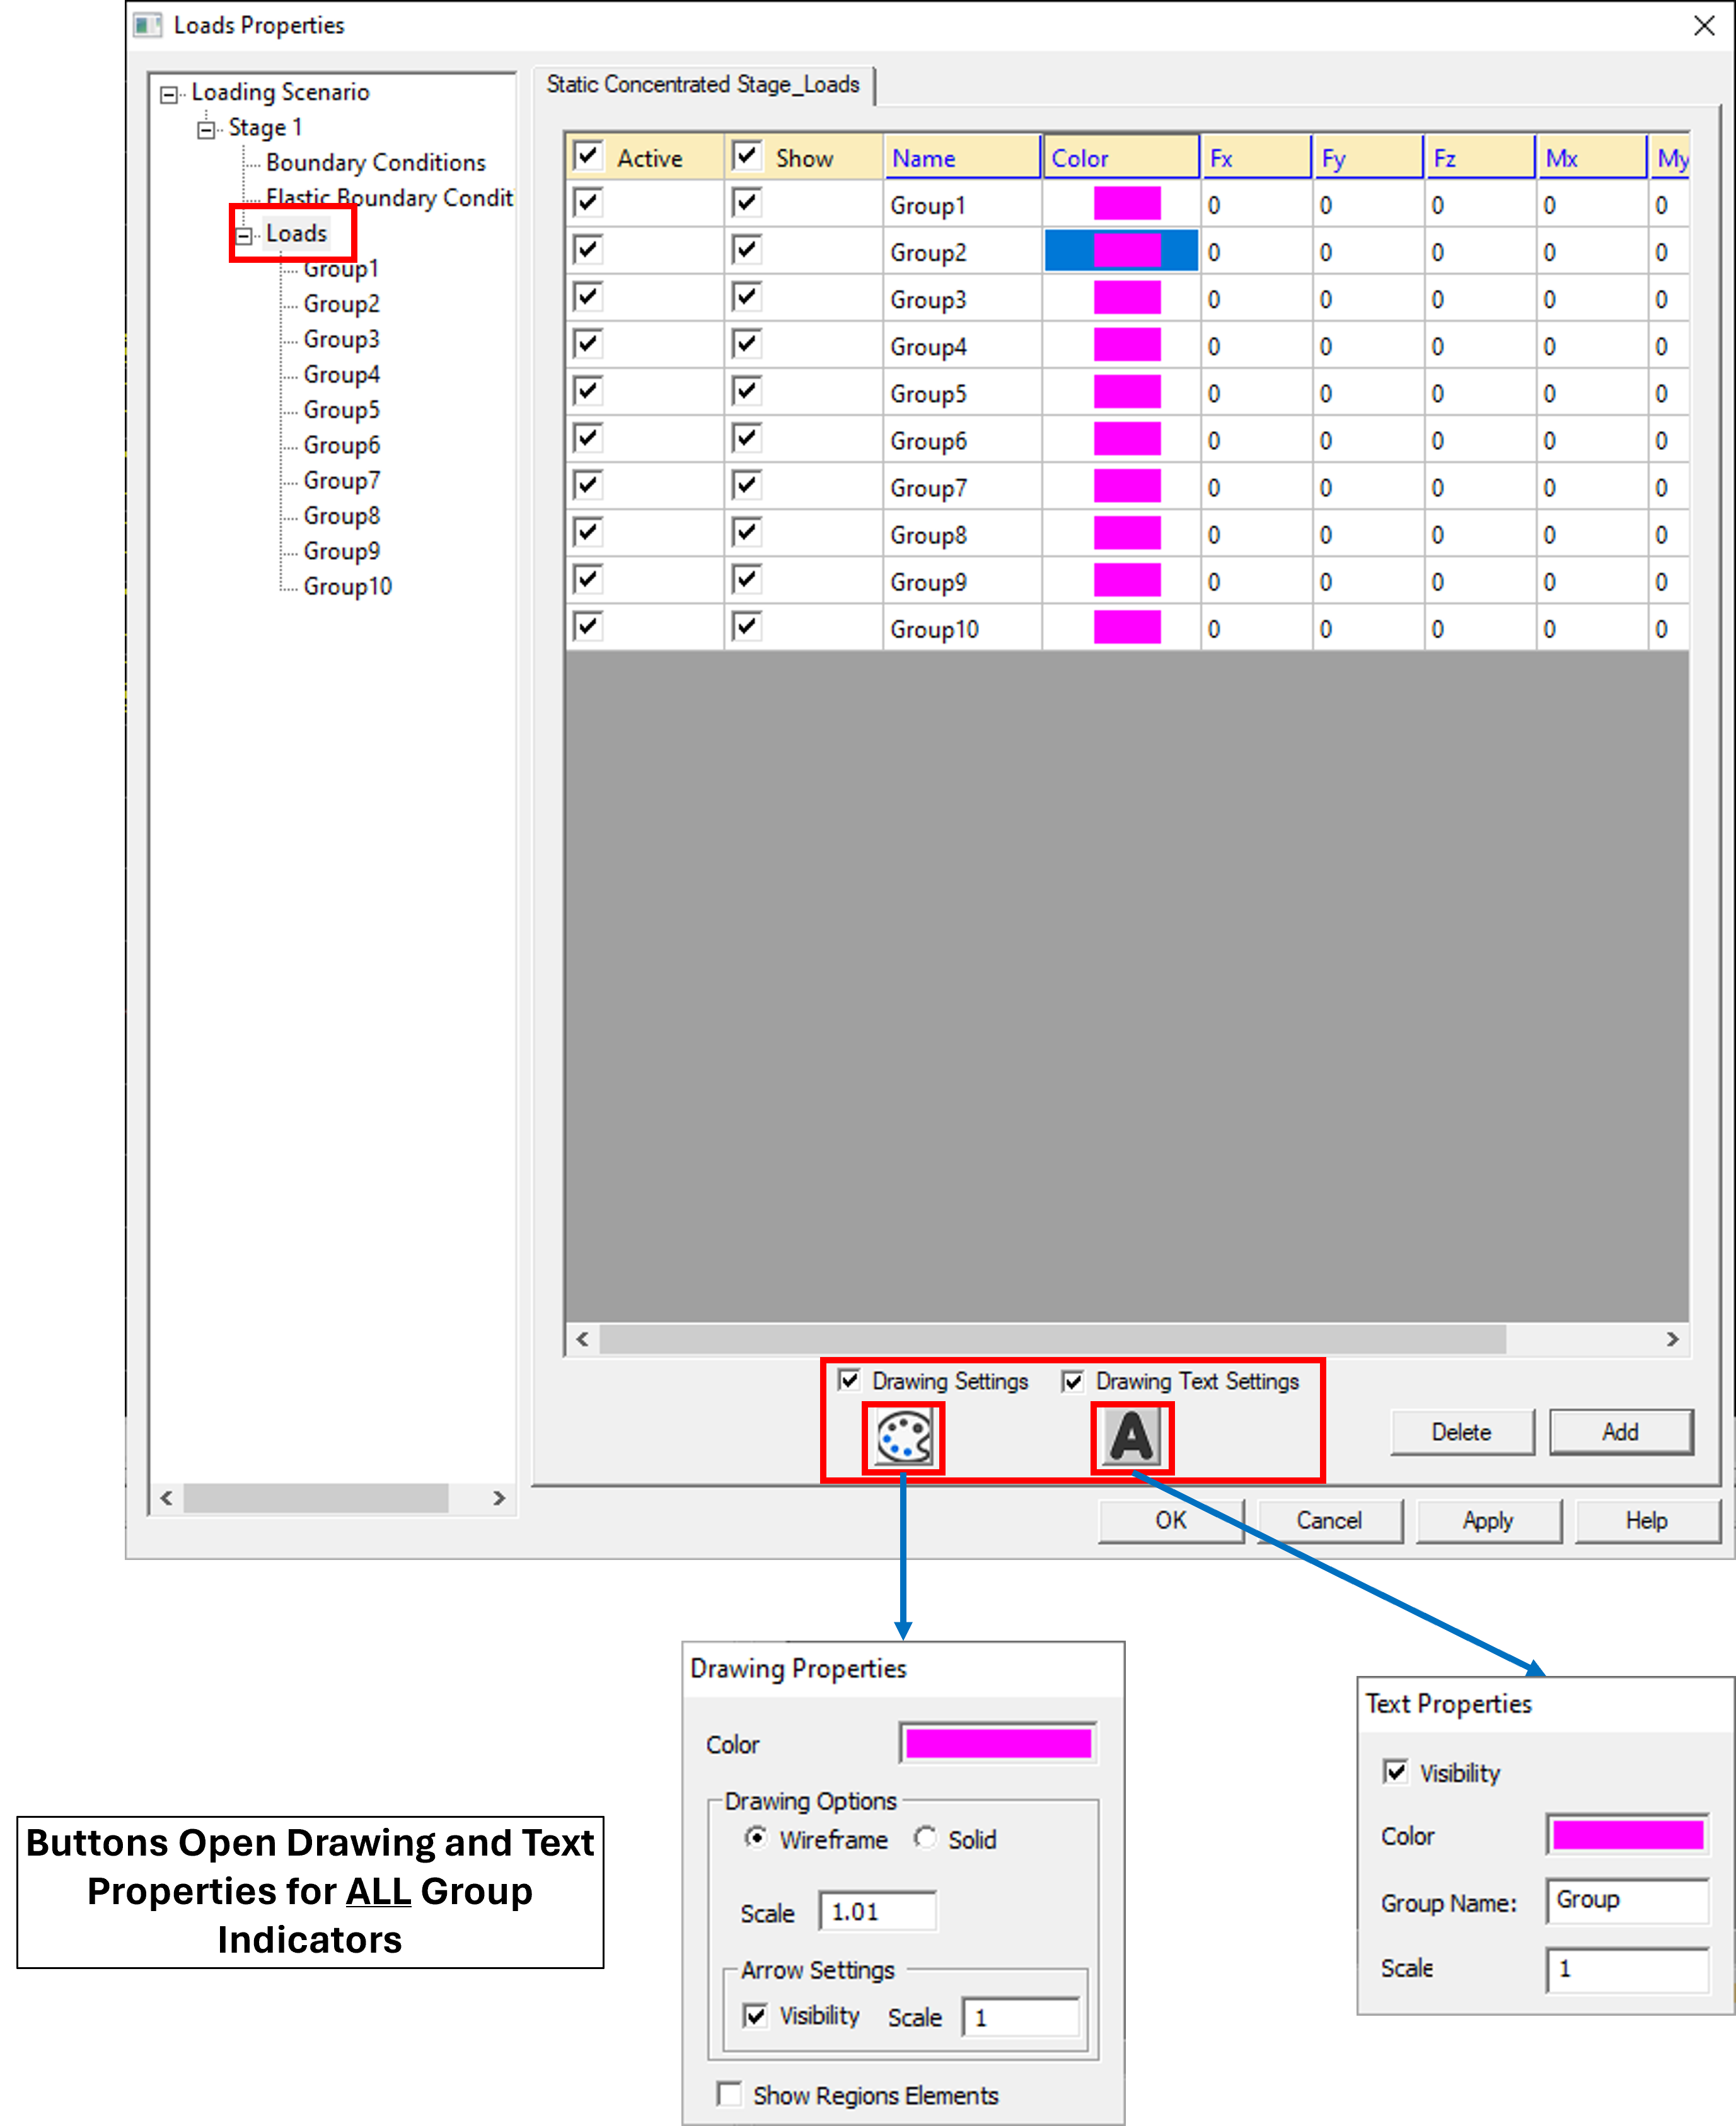 Loads Properties
Loading Scenario
Stage 1
Boundary Conditions
Elastic Boundary Condit
Loads
Group1
Group2
Group3
Group4
Group5
Group6
Group7
Group8
Group9
Group10
Static Concentrated Stage_Loads
Active Show Name Color Fx Fy Fz Mx My
Group1 0 0 0 0 0
Group2 0 0 0 0 0
Group3 0 0 0 0 0
Group4 0 0 0 0 0
Group5 0 0 0 0 0
Group6 0 0 0 0 0
Group7 0 0 0 0 0
Group8 0 0 0 0 0
Group9 0 0 0 0 0
Group10 0 0 0 0 0
Drawing Settings Drawing Text Settings
A
Delete Add
OK Cancel Apply Help
Drawing Properties
Color
Drawing Options
Wireframe Solid
Scale 1.01
Arrow Settings
Visibility Scale 1
Show Regions Elements
Text Properties
Visibility
Color
Group Name: Group
Scale 1
Buttons Open Drawing and Text
Properties for ALL Group
Indicators